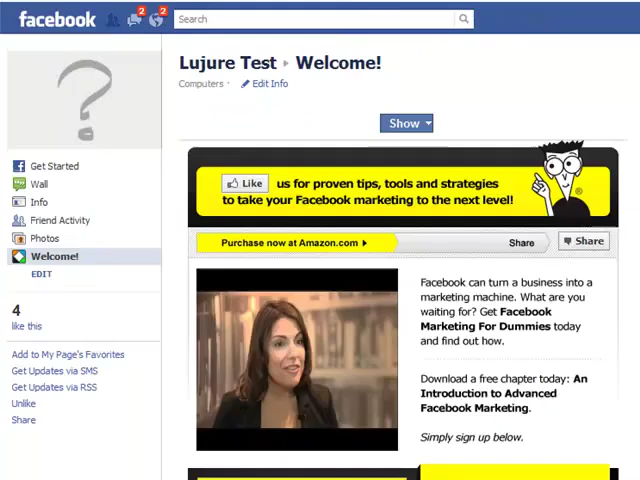 facebook
2
2
Search
Lujure Test ▸ Welcome!
Computers · Edit Info
Show
Get Started
Wall
Info
Friend Activity
Photos
Welcome!
EDIT
4
like this
Add to My Page's Favorites
Get Updates via SMS
Get Updates via RSS
Unlike
Share
Like us for proven tips, tools and strategies
to take your Facebook marketing to the next level!
®
Purchase now at Amazon.com
Share
Share
Facebook can turn a business into a
marketing machine. What are you
waiting for? Get Facebook
Marketing For Dummies today
and find out how.
Download a free chapter today: An
Introduction to Advanced
Facebook Marketing.
Simply sign up below.